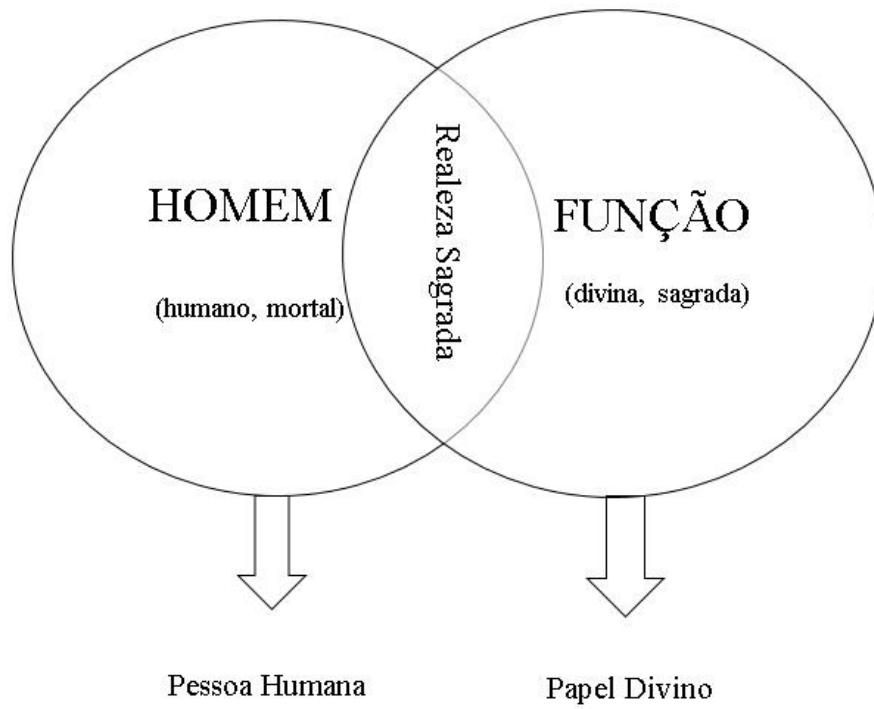 HOMEM
(humano, mortal)
Realeza Sagrada
FUNÇÃO
(divina, sagrada)
Pessoa Humana
Papel Divino